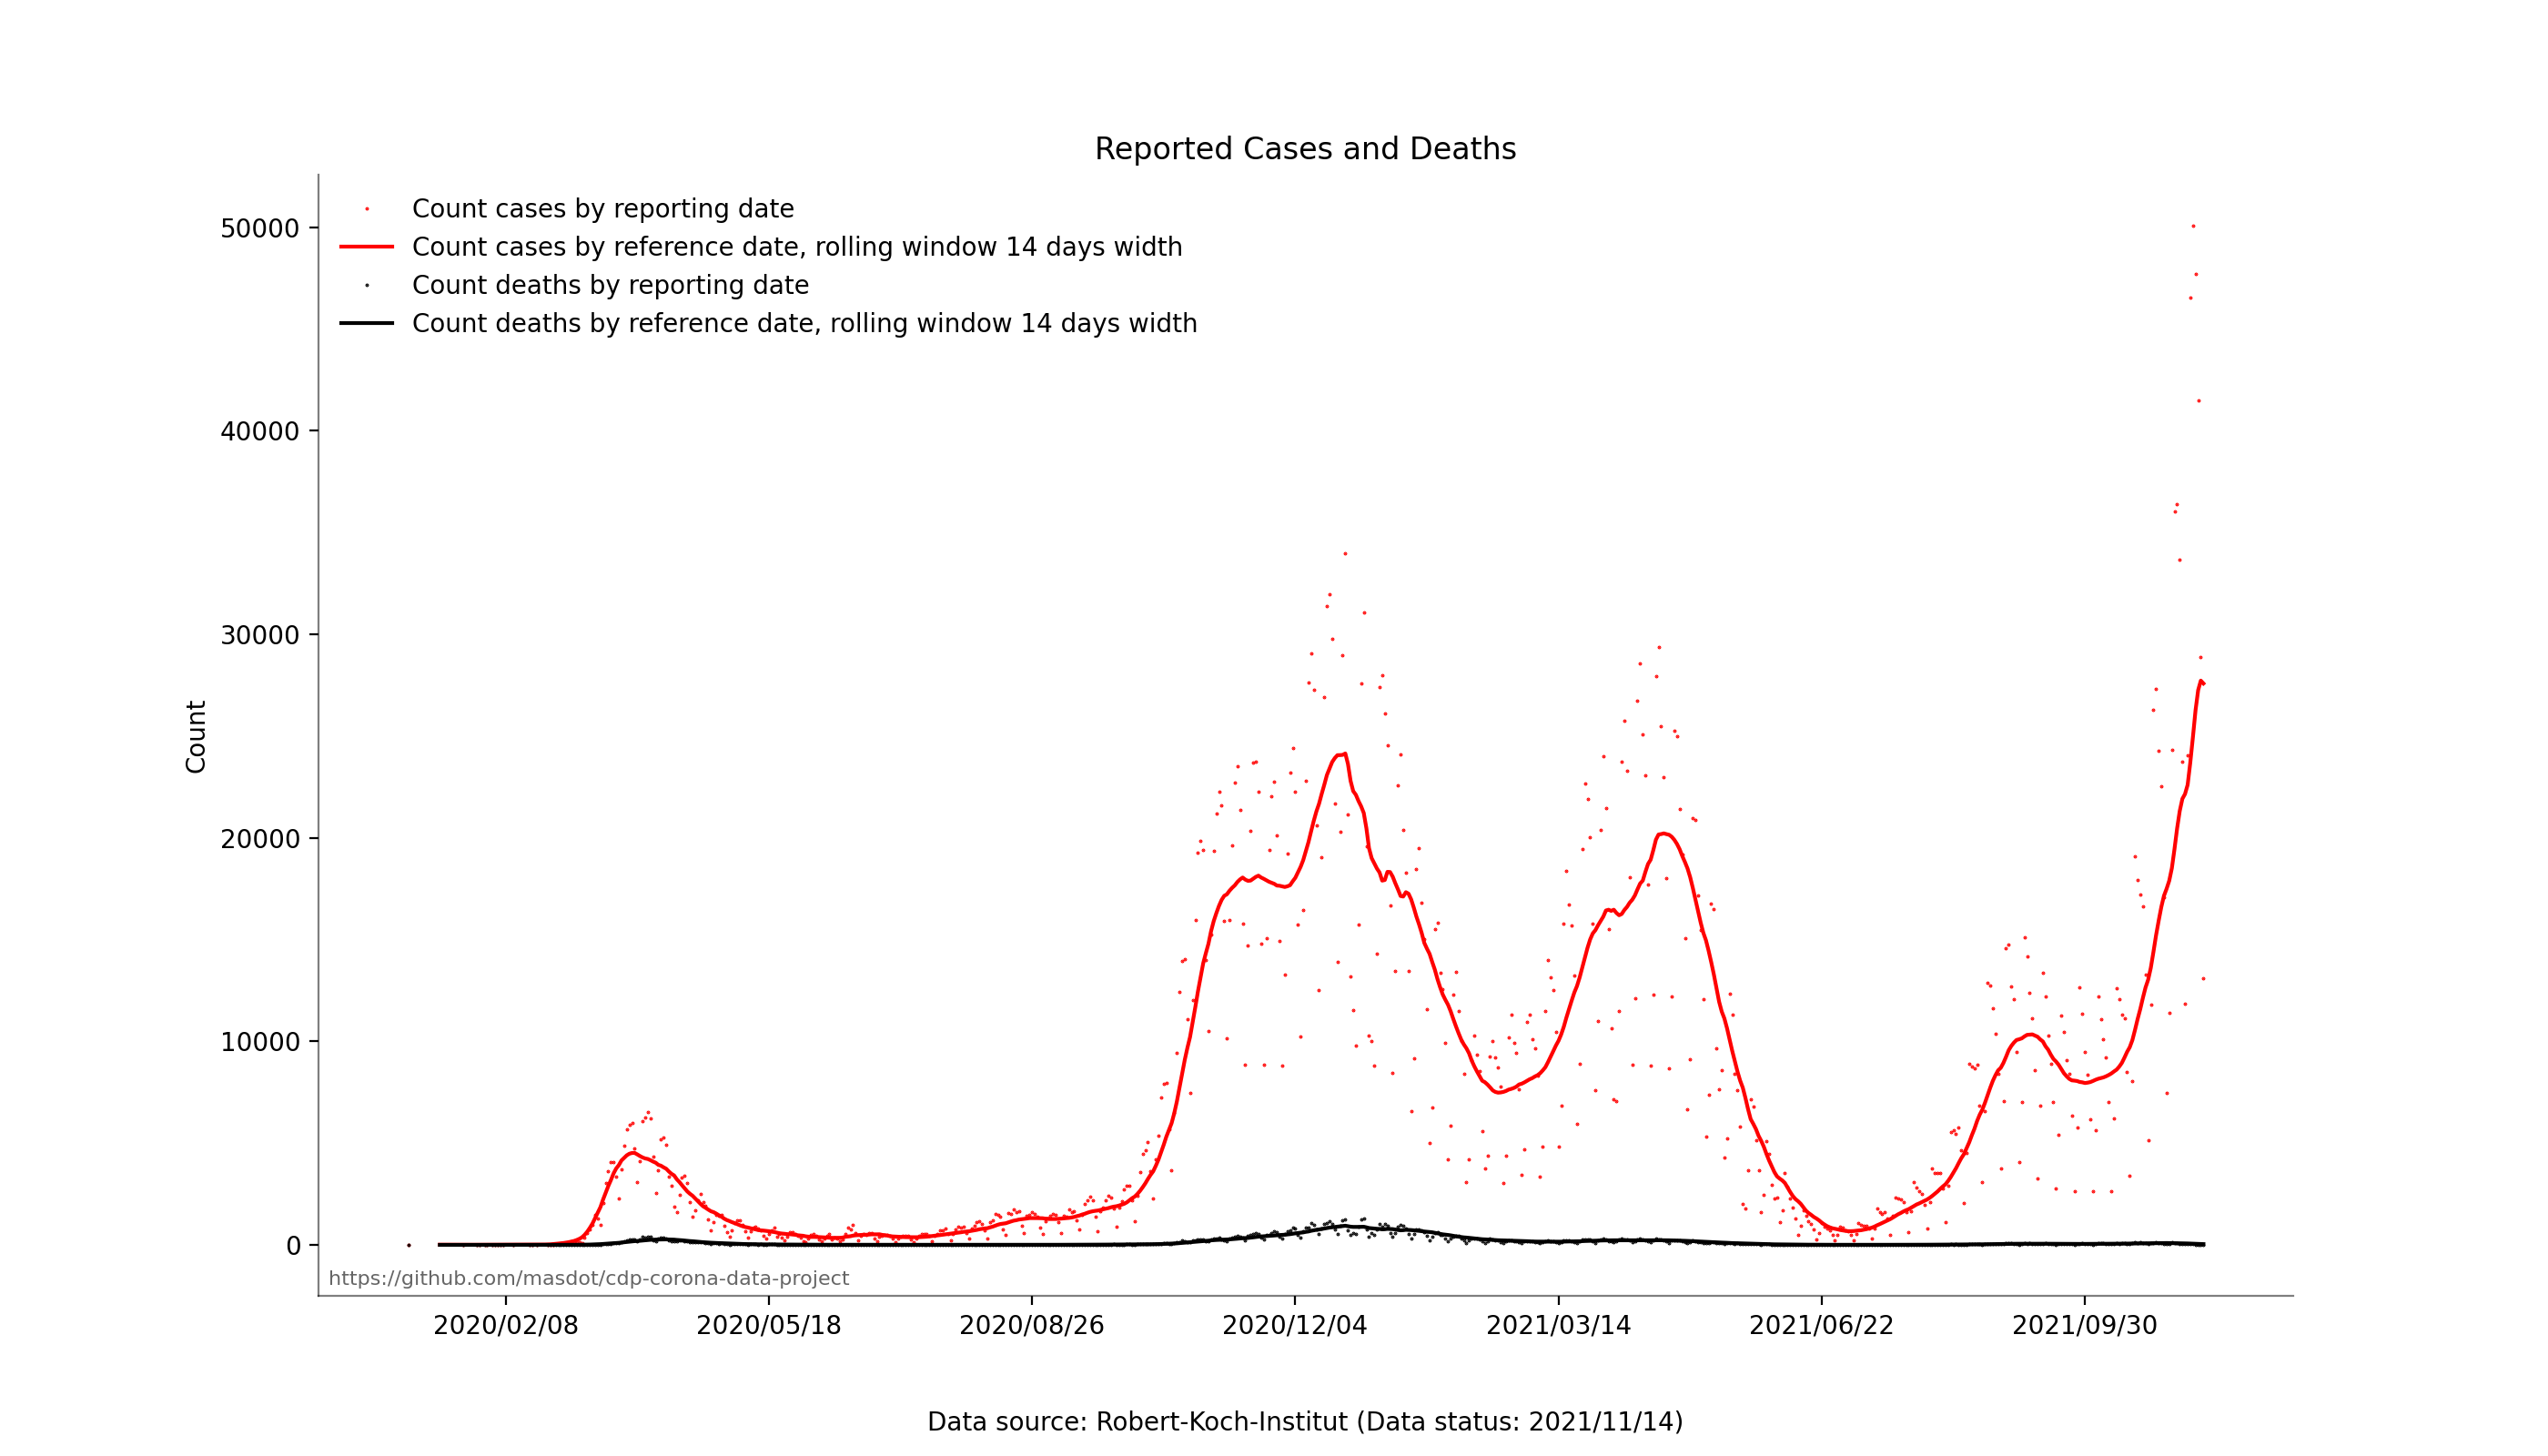 Reported Cases and Deaths
Count cases by reporting date
Count cases by reference date, rolling window 14 days width
Count deaths by reporting date
Count deaths by reference date, rolling window 14 days width
50000
40000
30000
20000
10000
0
Count
https://github.com/masdot/cdp-corona-data-project
2020/02/08 2020/05/18 2020/08/26 2020/12/04 2021/03/14 2021/06/22 2021/09/30
Data source: Robert-Koch-Institut (Data status: 2021/11/14)